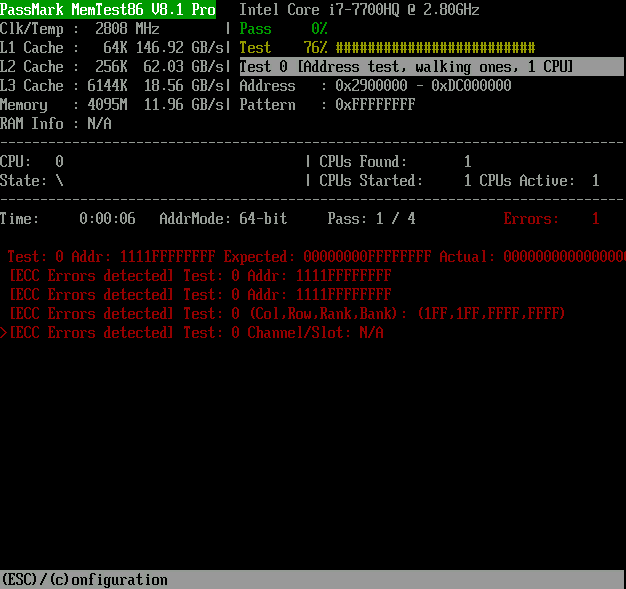 PassMark MemTest86 V8.1 Pro Intel Core i7-7700HQ @ 2.80GHz
Clk/Temp : 2808 MHz | Pass 0%
L1 Cache : 64K 146.92 GB/s| Test 76% #########################
L2 Cache : 256K 62.03 GB/s| Test 0 [Address test, walking ones, 1 CPU]
L3 Cache : 6144K 18.56 GB/s| Address : 0x2900000 - 0xDC000000
Memory : 4095M 11.96 GB/s| Pattern : 0xFFFFFFFF
RAM Info : N/A
CPU: 0 | CPUs Found: 1
State: \ | CPUs Started: 1 CPUs Active: 1
Time: 0:00:06 AddrMode: 64-bit Pass: 1 / 4 Errors: 1
Test: 0 Addr: 1111FFFFFFFF Expected: 00000000FFFFFFFF Actual: 0000000000000000
[ECC Errors detected] Test: 0 Addr: 1111FFFFFFFF
[ECC Errors detected] Test: 0 Addr: 1111FFFFFFFF
[ECC Errors detected] Test: 0 (Col,Row,Rank,Bank): (1FF,1FF,FFFF,FFFF)
>[ECC Errors detected] Test: 0 Channel/Slot: N/A
(ESC)/(c)onfiguration